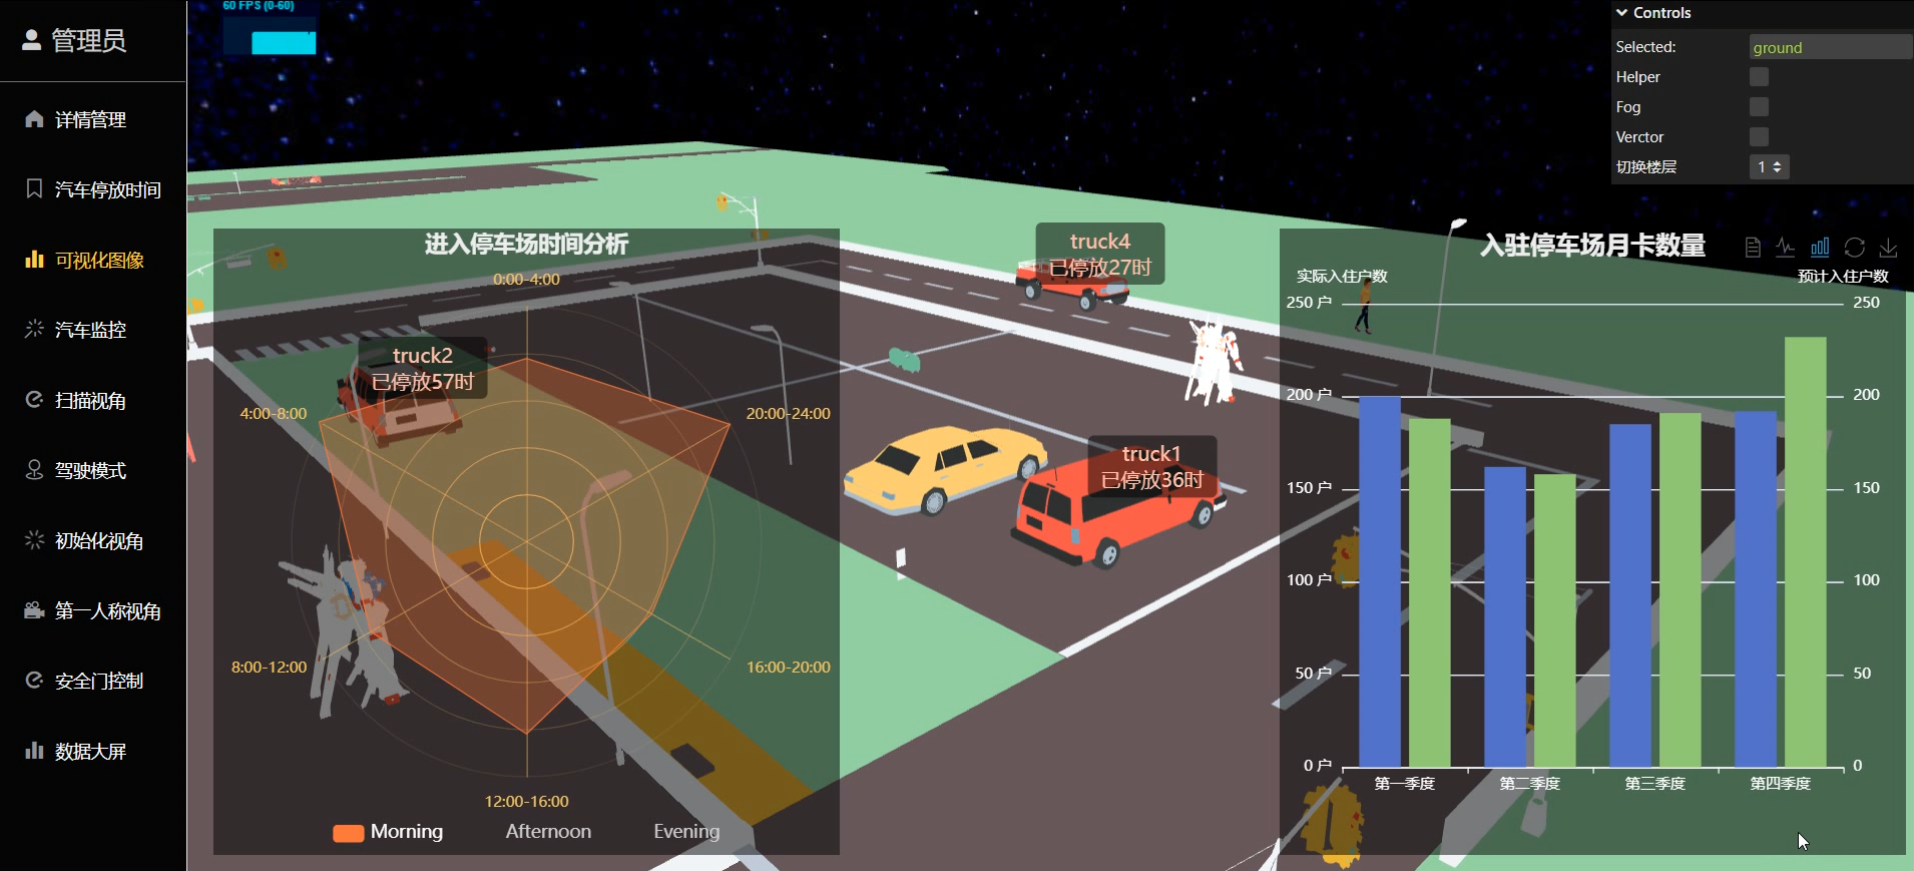 60 FPS (0-60)
管理员
详情管理
汽车停放时间
可视化图像
汽车监控
扫描视角
驾驶模式
初始化视角
第一人称视角
安全门控制
数据大屏
Controls
Selected:
ground
Helper
Fog
Verctor
切换楼层
1
进入停车场时间分析
0:00-4:00
4:00-8:00
20:00-24:00
8:00-12:00
16:00-20:00
12:00-16:00
Morning
Afternoon
Evening
truck2
已停放57时
truck4
已停放27时
truck1
已停放36时
入驻停车场月卡数量
实际入住户数
预计入住户数
250 户
250
200 户
200
150 户
150
100 户
100
50 户
50
0 户
0
第一季度
第二季度
第三季度
第四季度